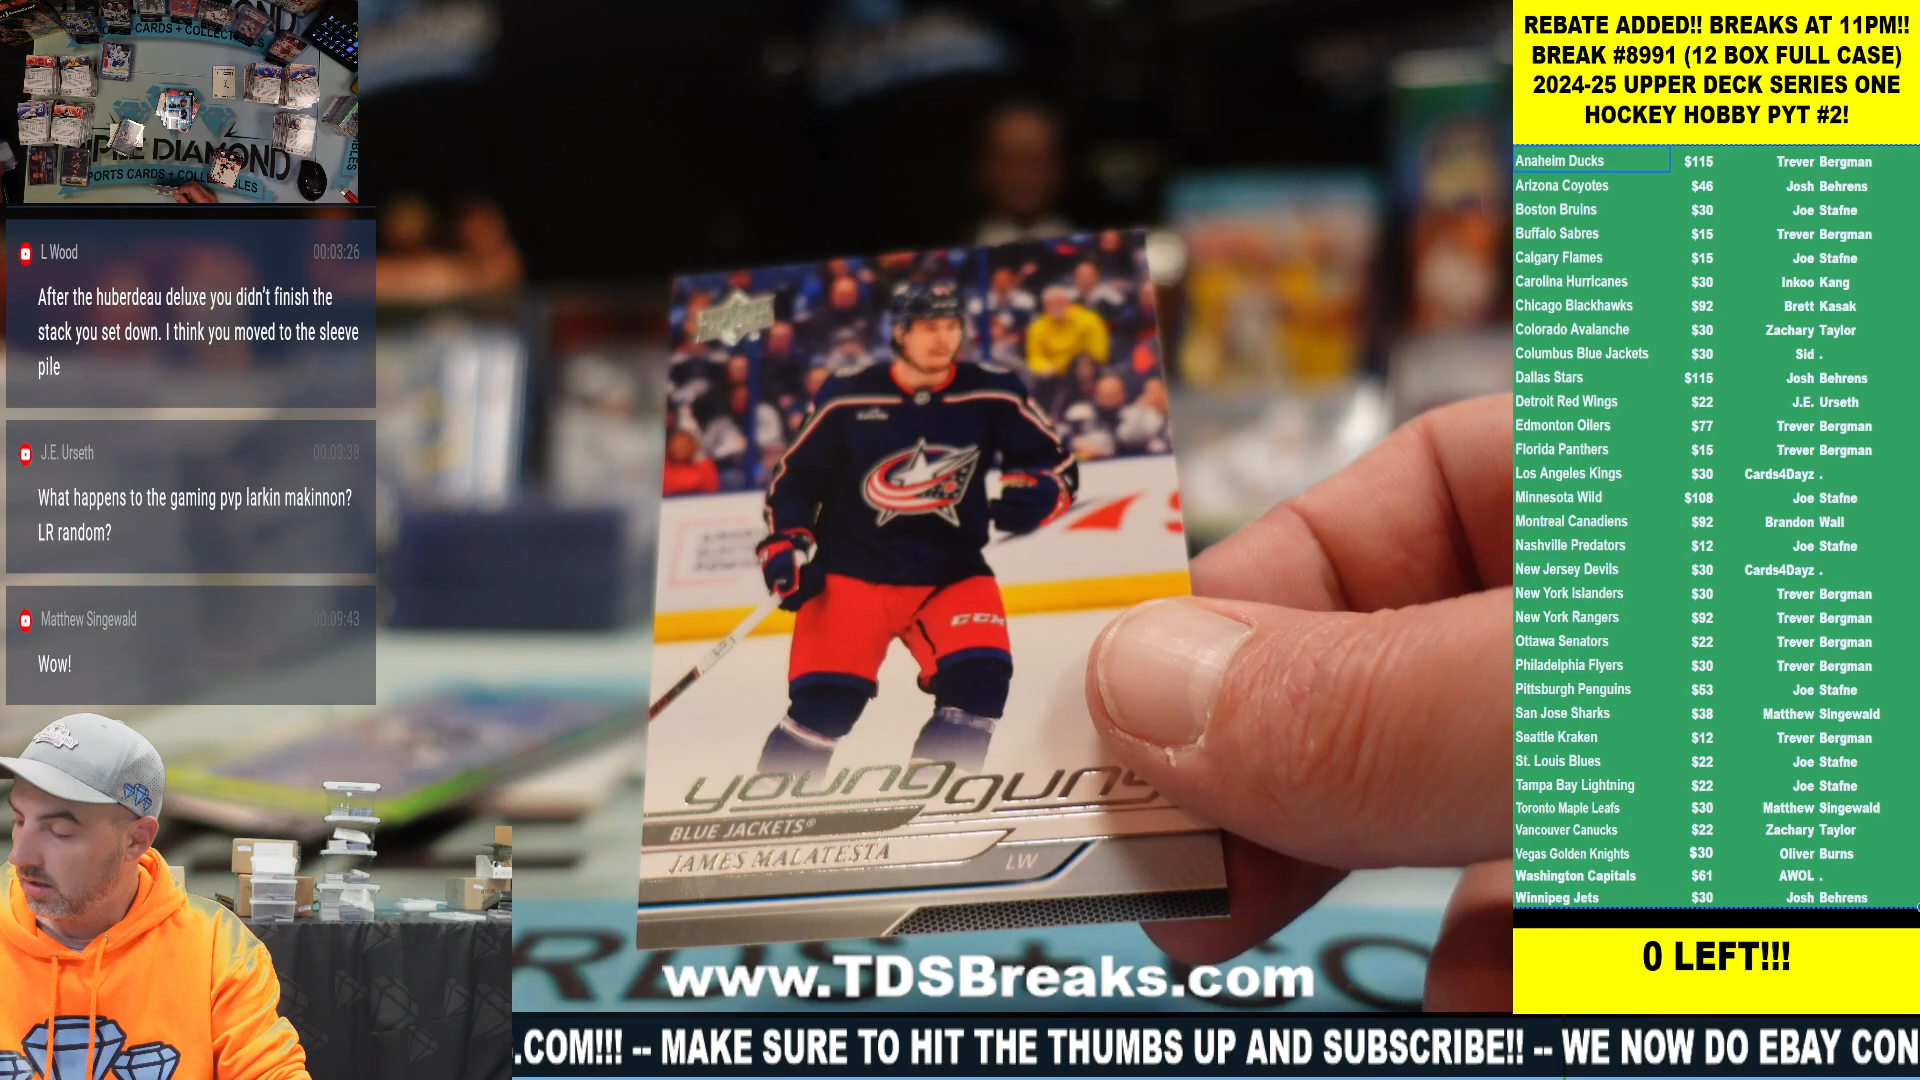 REBATE ADDED!! BREAKS AT 11PM!!
BREAK #8991 (12 BOX FULL CASE)
2024-25 UPPER DECK SERIES ONE
HOCKEY HOBBY PYT #2!
Anaheim Ducks $115 Trever Bergman
Arizona Coyotes $46 Josh Behrens
Boston Bruins $30 Joe Stafne
Buffalo Sabres $15 Trever Bergman
Calgary Flames $15 Joe Stafne
Carolina Hurricanes $30 Inkoo Kang
Chicago Blackhawks $92 Brett Kasak
Colorado Avalanche $30 Zachary Taylor
Columbus Blue Jackets $30 Sid .
Dallas Stars $115 Josh Behrens
Detroit Red Wings $22 J.E. Urseth
Edmonton Oilers $77 Trever Bergman
Florida Panthers $15 Trever Bergman
Los Angeles Kings $30 Cards4Dayz .
Minnesota Wild $108 Joe Stafne
Montreal Canadiens $92 Brandon Wall
Nashville Predators $12 Joe Stafne
New Jersey Devils $30 Cards4Dayz .
New York Islanders $30 Trever Bergman
New York Rangers $92 Trever Bergman
Ottawa Senators $22 Trever Bergman
Philadelphia Flyers $30 Trever Bergman
Pittsburgh Penguins $53 Joe Stafne
San Jose Sharks $38 Matthew Singewald
Seattle Kraken $12 Trever Bergman
St. Louis Blues $22 Joe Stafne
Tampa Bay Lightning $22 Joe Stafne
Toronto Maple Leafs $30 Matthew Singewald
Vancouver Canucks $22 Zachary Taylor
Vegas Golden Knights $30 Oliver Burns
Washington Capitals $61 AWOL .
Winnipeg Jets $30 Josh Behrens
0 LEFT!!!
CARDS + COLLEC
PLE DIAMOND
PORTS CARDS + COLLECTIBLES
L Wood 00:03:26
After the huberdeau deluxe you didn't finish the
stack you set down. I think you moved to the sleeve
pile
J.E. Urseth 00:03:38
What happens to the gaming pvp larkin makinnon?
LR random?
Matthew Singewald 00:09:43
Wow!
CCM
young guns
BLUE JACKETS®
JAMES MALATESTA
LW
www.TDSBreaks.com
.COM!!! -- MAKE SURE TO HIT THE THUMBS UP AND SUBSCRIBE!! -- WE NOW DO EBAY CON